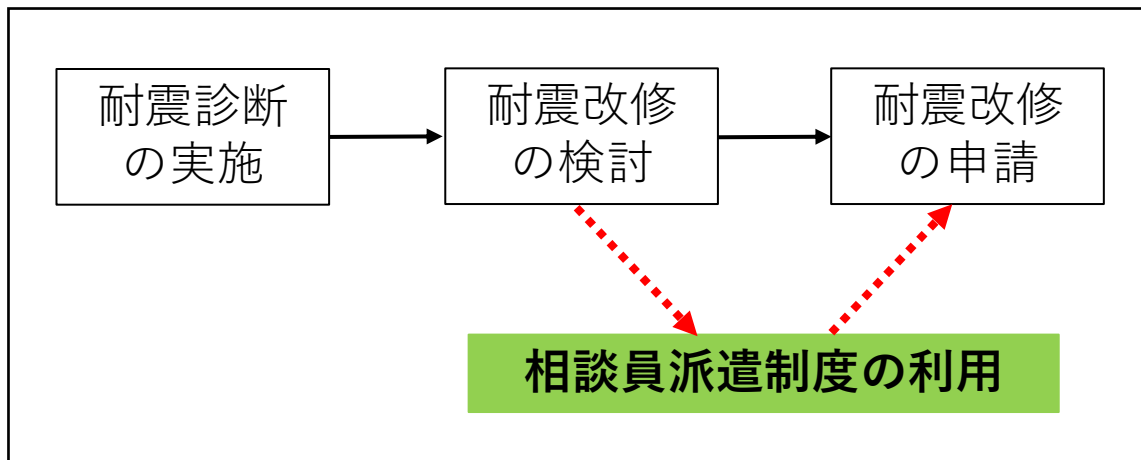 耐震診断
の実施
耐震改修
の検討
耐震改修
の申請
相談員派遣制度の利用